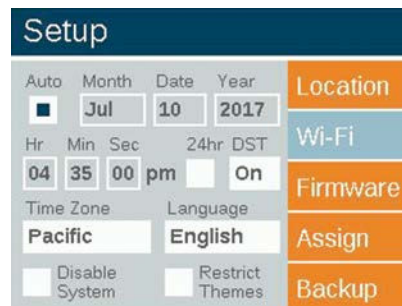 Setup
Auto Month Date Year
Jul 10 2017
Hr Min Sec 24hr DST
04 35 00 pm On
Time Zone Language
Pacific English
Disable System Restrict Themes
Location
Wi-Fi
Firmware
Assign
Backup